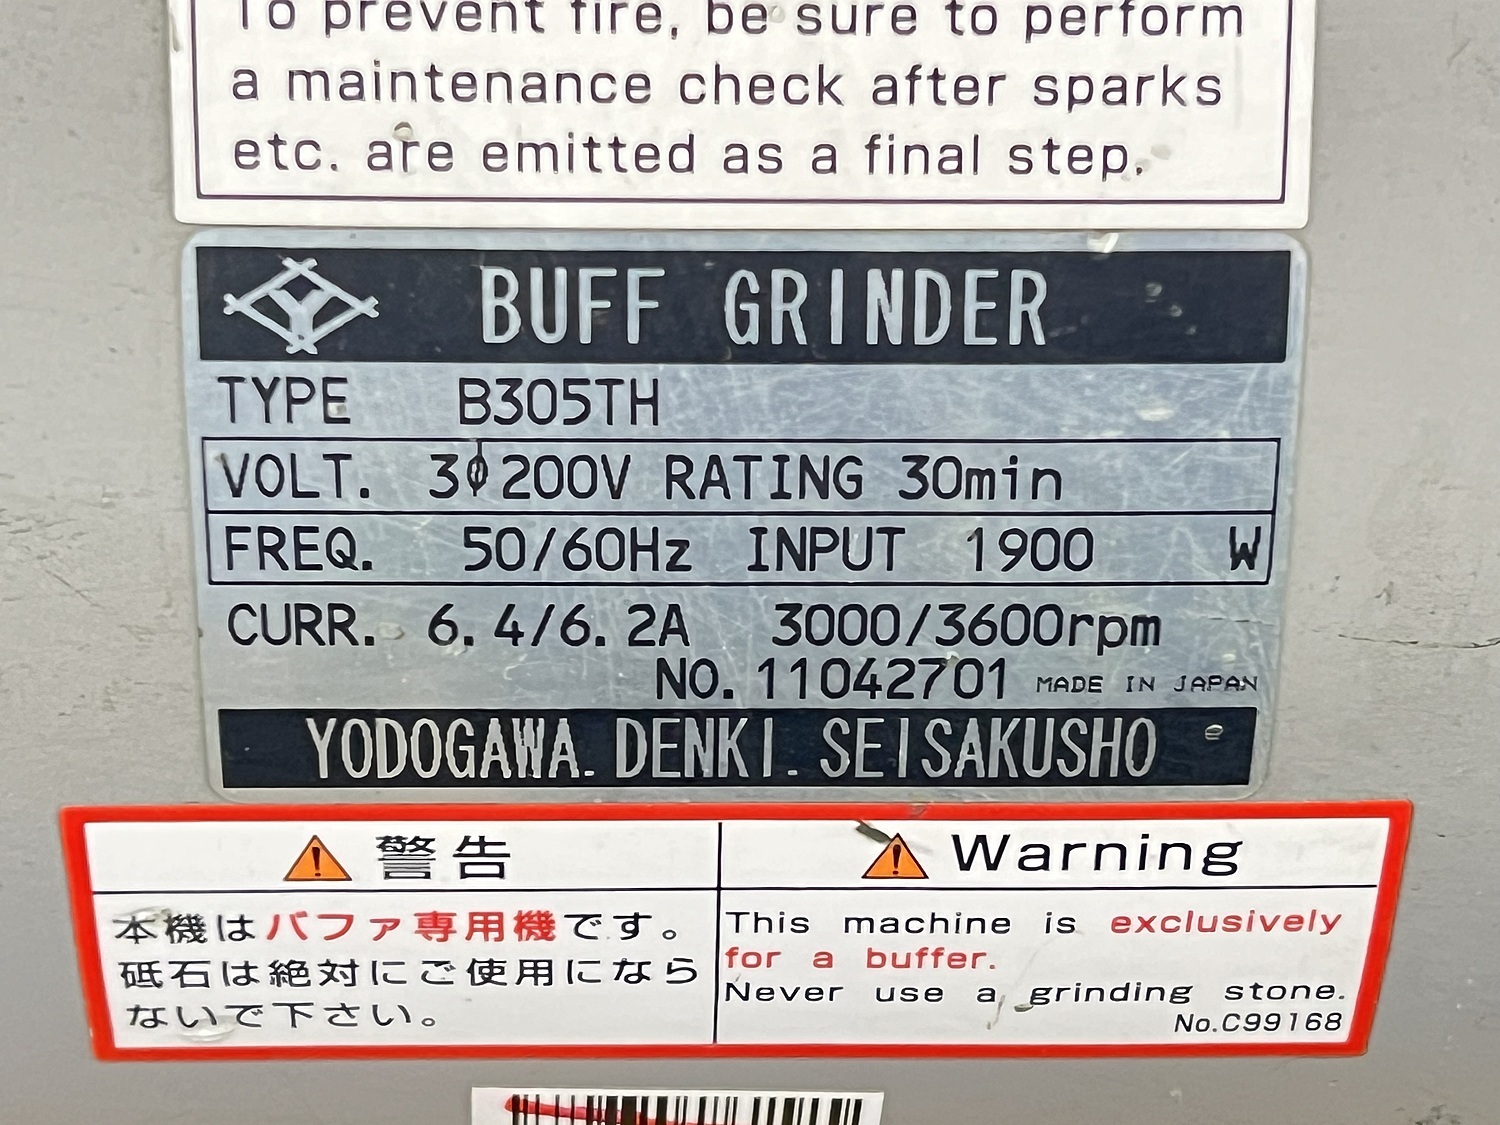 To prevent fire, be sure to perform
a maintenance check after sparks
etc. are emitted as a final step.
BUFF GRINDER
TYPE B305TH
VOLT. 3φ200V RATING 30min
FREQ. 50/60Hz INPUT 1900 W
CURR. 6.4/6.2A 3000/3600rpm
NO.11042701 MADE IN JAPAN
YODOGAWA. DENKI. SEISAKUSHO
警告
本機はバファ専用機です。
砥石は絶対にご使用になら
ないで下さい。
Warning
This machine is exclusively
for a buffer.
Never use a grinding stone.
No.C99168